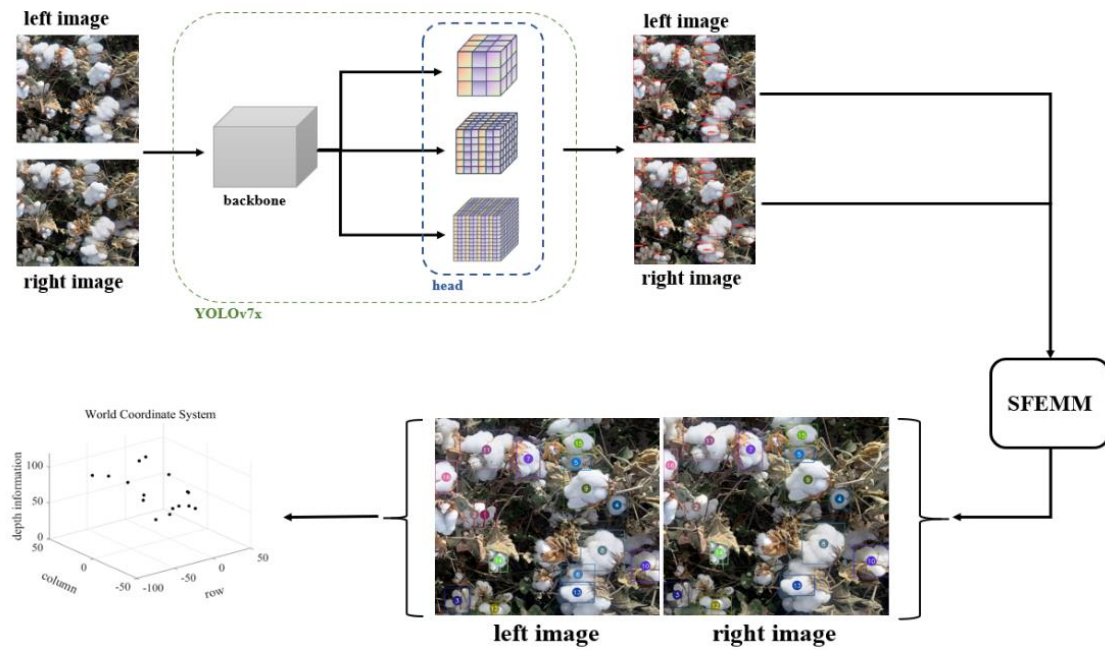 left image
right image
backbone
head
YOLOv7x
left image
right image
SFEMM
left image
right image
World Coordinate System
depth information
100
50
0
50
0
-50
column
-100
-50
0
50
row